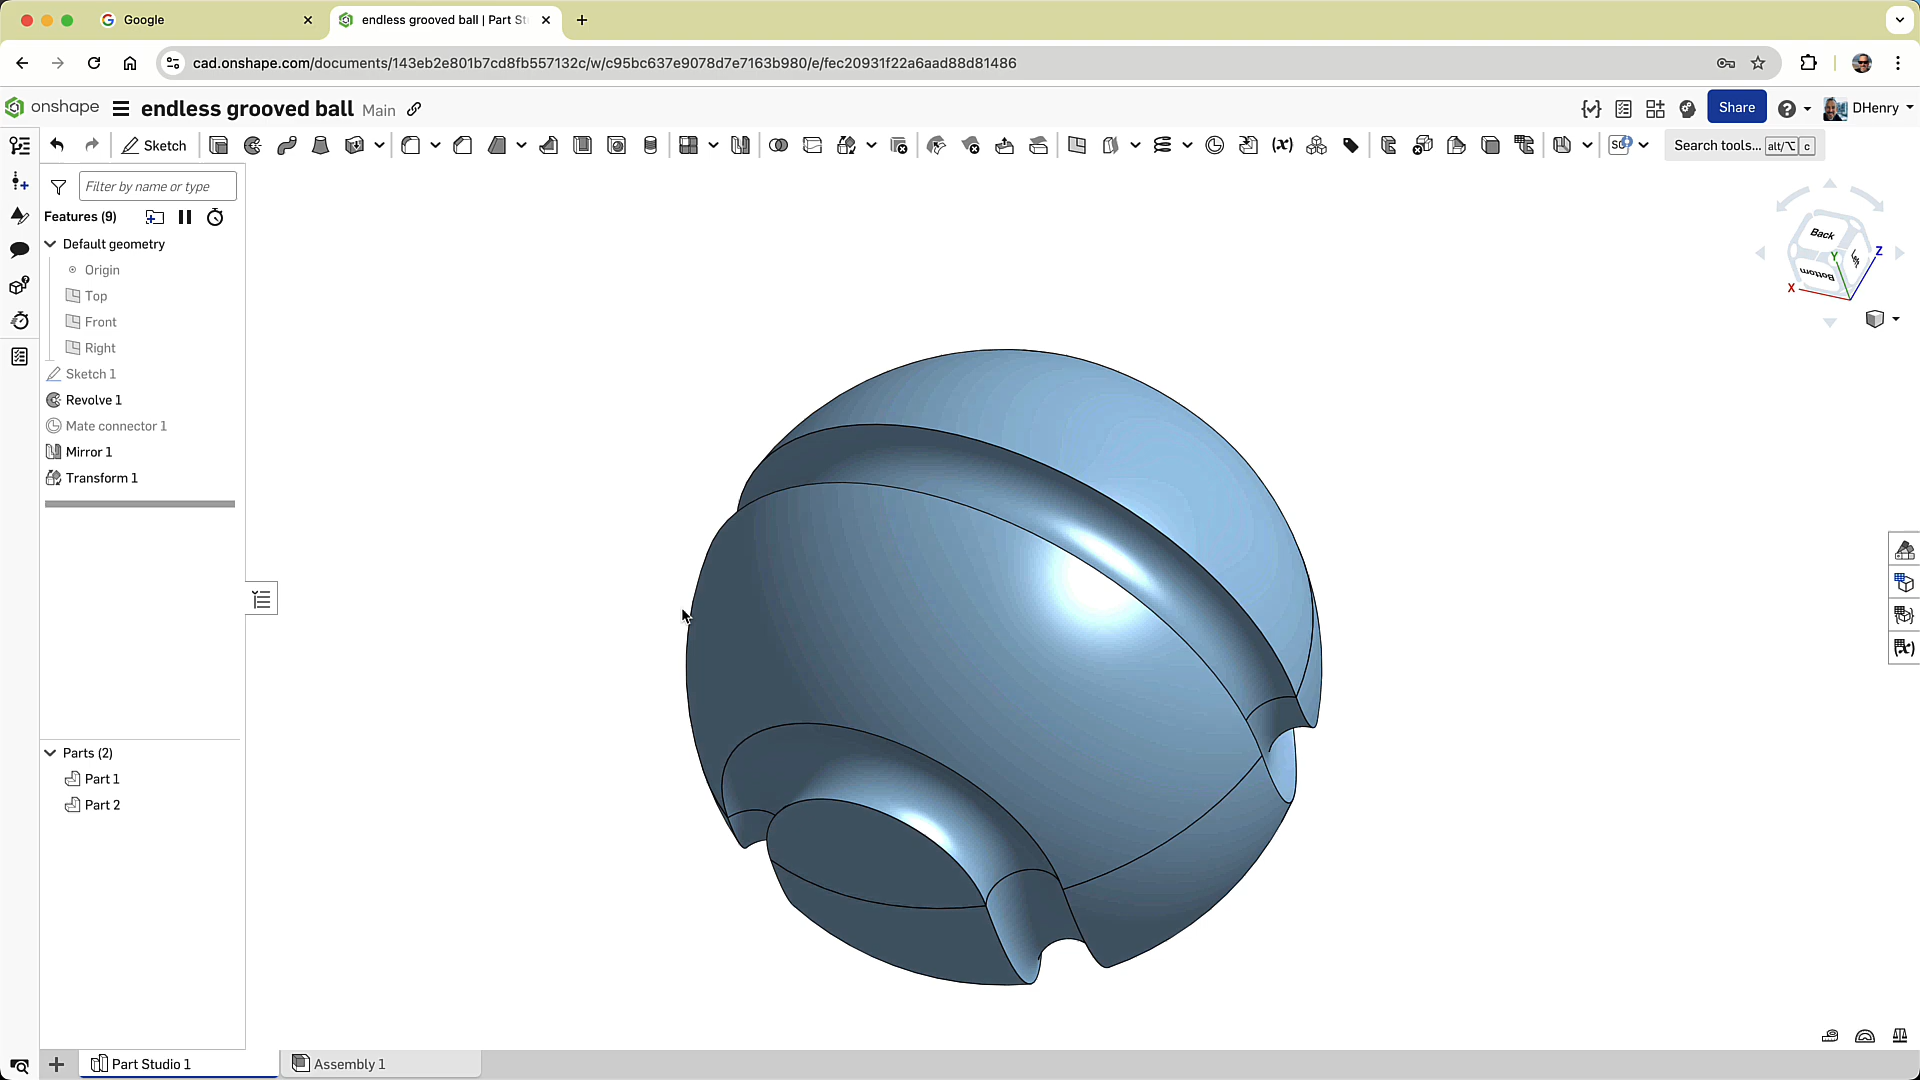 Google
endless grooved ball | Part St
cad.onshape.com/documents/143eb2e801b7cd8fb557132c/w/c95bc637e9078d7e7163b980/e/fec20931f22a6aad88d81486
onshape
endless grooved ball Main
Share
DHenry
Sketch
(x)
Search tools... alt/⌥ c
Filter by name or type
Features (9)
Default geometry
Origin
Top
Front
Right
Sketch 1
Revolve 1
Mate connector 1
Mirror 1
Transform 1
Back
Left
Bottom
X
Y
Z
(x)
Parts (2)
Part 1
Part 2
Part Studio 1
Assembly 1